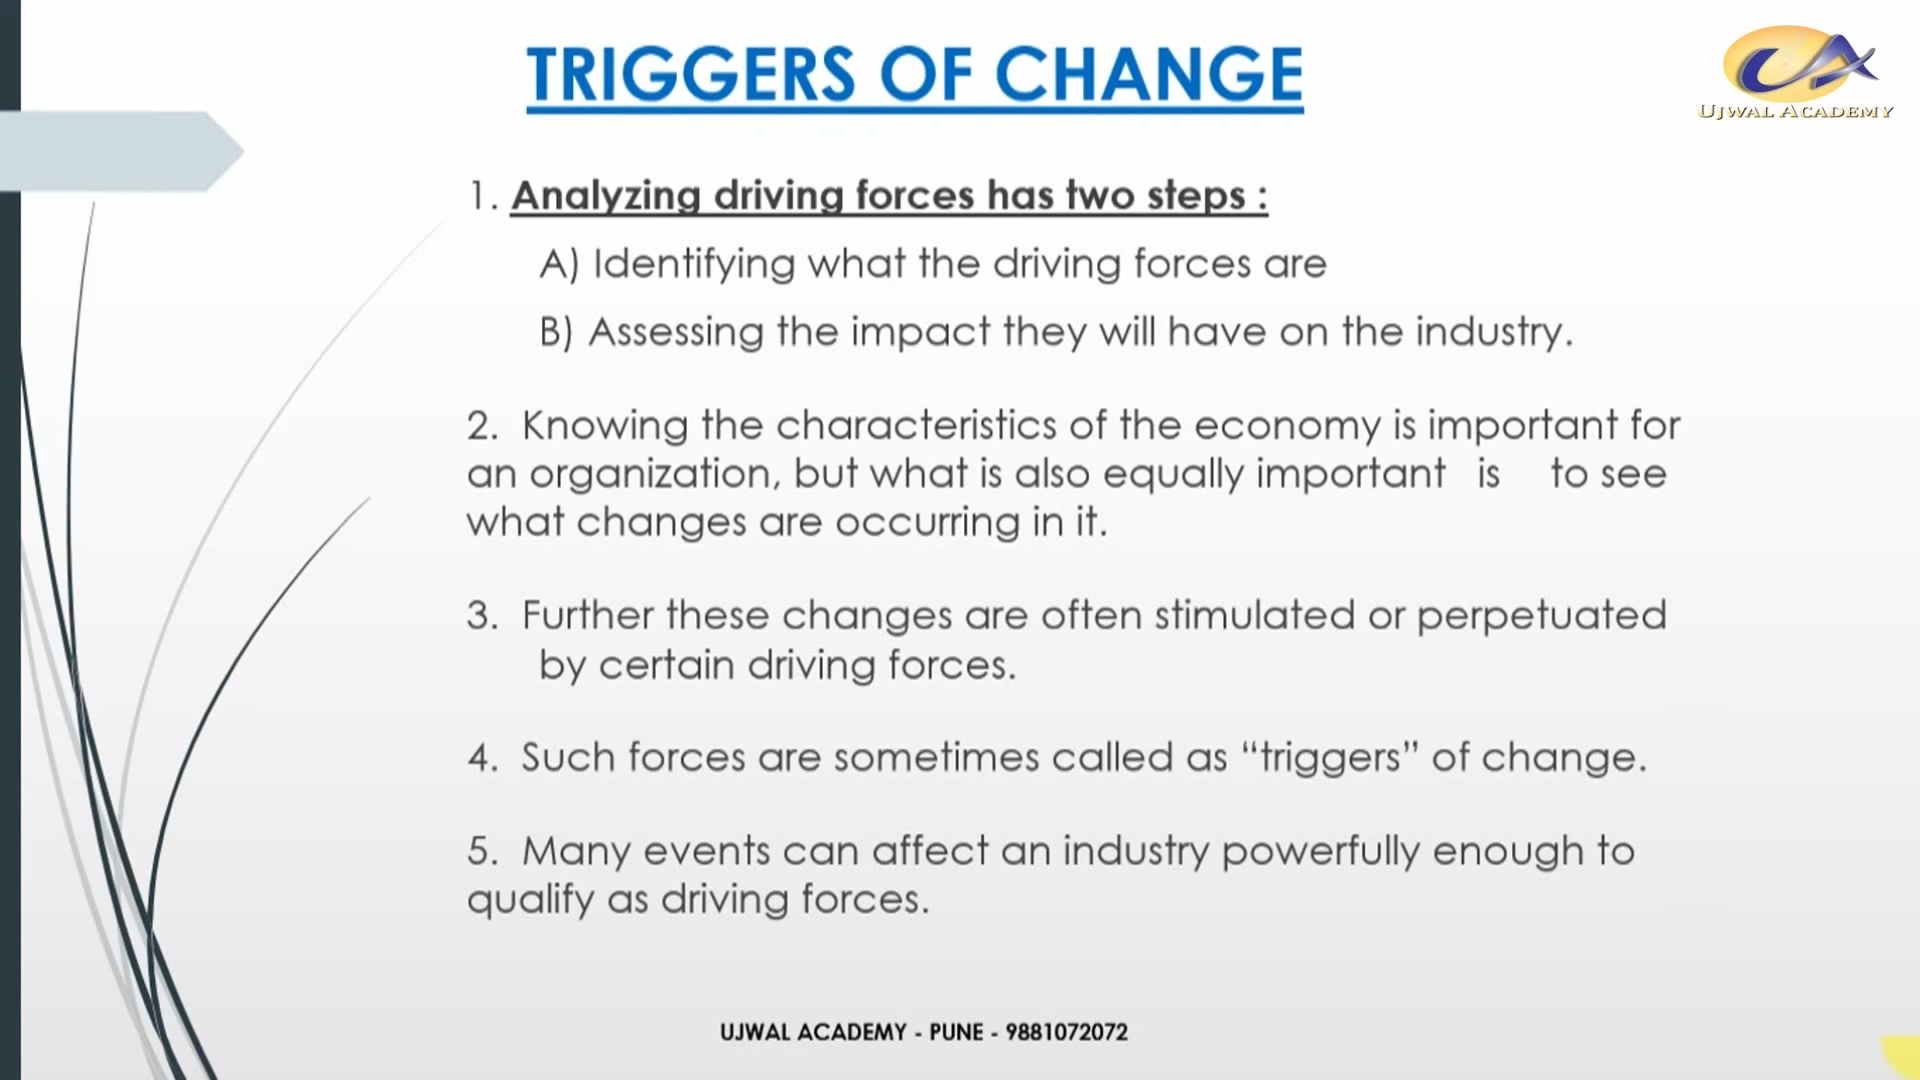 TRIGGERS OF CHANGE
UJWAL ACADEMY
1. Analyzing driving forces has two steps :
A) Identifying what the driving forces are
B) Assessing the impact they will have on the industry.
2. Knowing the characteristics of the economy is important for
an organization, but what is also equally important is to see
what changes are occurring in it.
3. Further these changes are often stimulated or perpetuated
by certain driving forces.
4. Such forces are sometimes called as “triggers” of change.
5. Many events can affect an industry powerfully enough to
qualify as driving forces.
UJWAL ACADEMY - PUNE - 9881072072